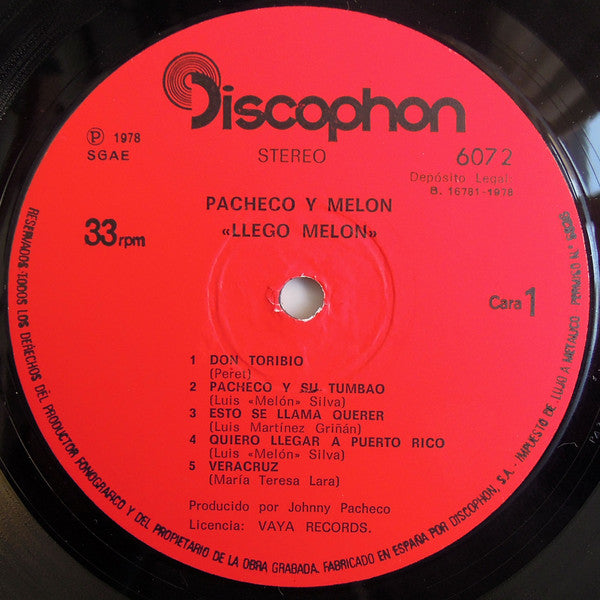 Discophon
Ⓟ 1978
SGAE
STEREO
6072
Depósito Legal:
B. 16781-1978
PACHECO Y MELON
«LLEGO MELON»
33 rpm
Cara 1
1 DON TORIBIO
(Peret)
2 PACHECO Y SU TUMBAO
(Luis «Melón» Silva)
3 ESTO SE LLAMA QUERER
(Luis Martínez Griñán)
4 QUIERO LLEGAR A PUERTO RICO
(Luis «Melón» Silva)
5 VERACRUZ
(María Teresa Lara)
Producido por Johnny Pacheco
Licencia: VAYA RECORDS.
RESERVADOS TODOS LOS DERECHOS DEL PRODUCTOR FONOGRAFICO Y DEL PROPIETARIO DE LA OBRA GRABADA. FABRICADO EN ESPAÑA POR DISCOPHON, S.A. - IMPUESTO DE LUJO A METALICO PERMISO N.°